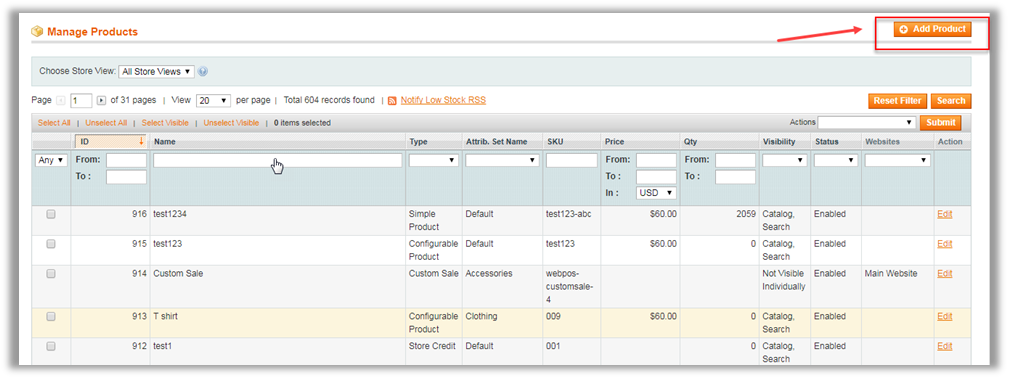 Manage Products
Add Product
Choose Store View: All Store Views
Page 1 of 31 pages | View 20 per page | Total 604 records found | Notify Low Stock RSS
Reset Filter Search
Select All | Unselect All | Select Visible | Unselect Visible | 0 items selected
Actions Submit
ID Name Type Attrib. Set Name SKU Price Qty Visibility Status Websites Action
Any From: From: From:
To : To : To :
In : USD
916 test1234 Simple Product Default test123-abc $60.00 2059 Catalog, Search Enabled Edit
915 test123 Configurable Product Default test123 $60.00 0 Catalog, Search Enabled Edit
914 Custom Sale Custom Sale Accessories webpos-customsale-4 Not Visible Individually Enabled Main Website Edit
913 T shirt Configurable Product Clothing 009 $60.00 0 Catalog, Search Enabled Edit
912 test1 Store Credit Default 001 0 Catalog, Search Enabled Edit